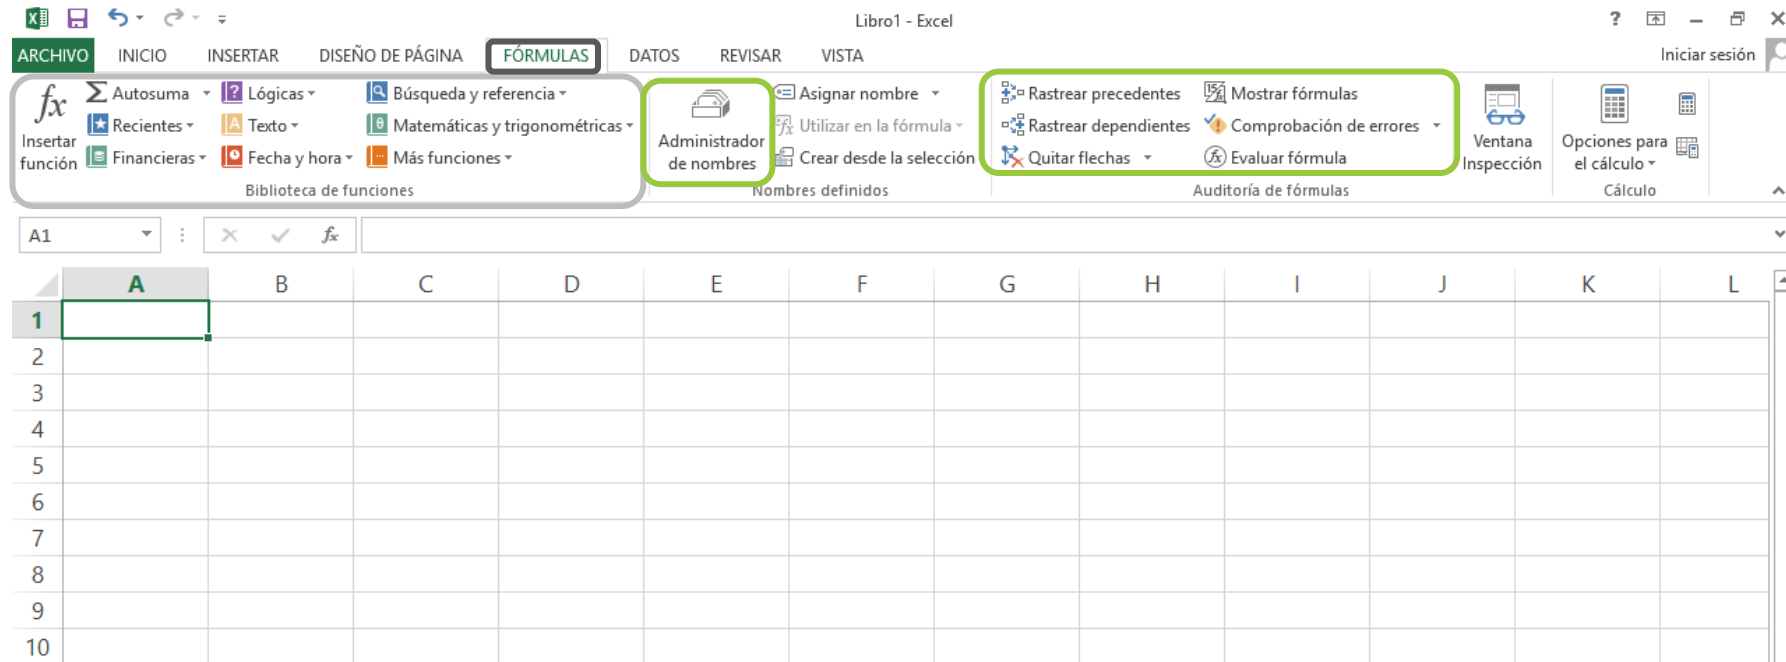 Libro1 - Excel
?
ARCHIVO INICIO INSERTAR DISEÑO DE PÁGINA FÓRMULAS DATOS REVISAR VISTA Iniciar sesión
fx Insertar función
Autosuma
Recientes
Financieras
Lógicas
Texto
Fecha y hora
Búsqueda y referencia
Matemáticas y trigonométricas
Más funciones
Biblioteca de funciones
Administrador
de nombres
Asignar nombre
Utilizar en la fórmula
Crear desde la selección
Nombres definidos
Rastrear precedentes
Rastrear dependientes
Quitar flechas
Mostrar fórmulas
Comprobación de errores
Evaluar fórmula
Auditoría de fórmulas
Ventana
Inspección
Opciones para
el cálculo
Cálculo
A1 fx
A B C D E F G H I J K L
1
2
3
4
5
6
7
8
9
10